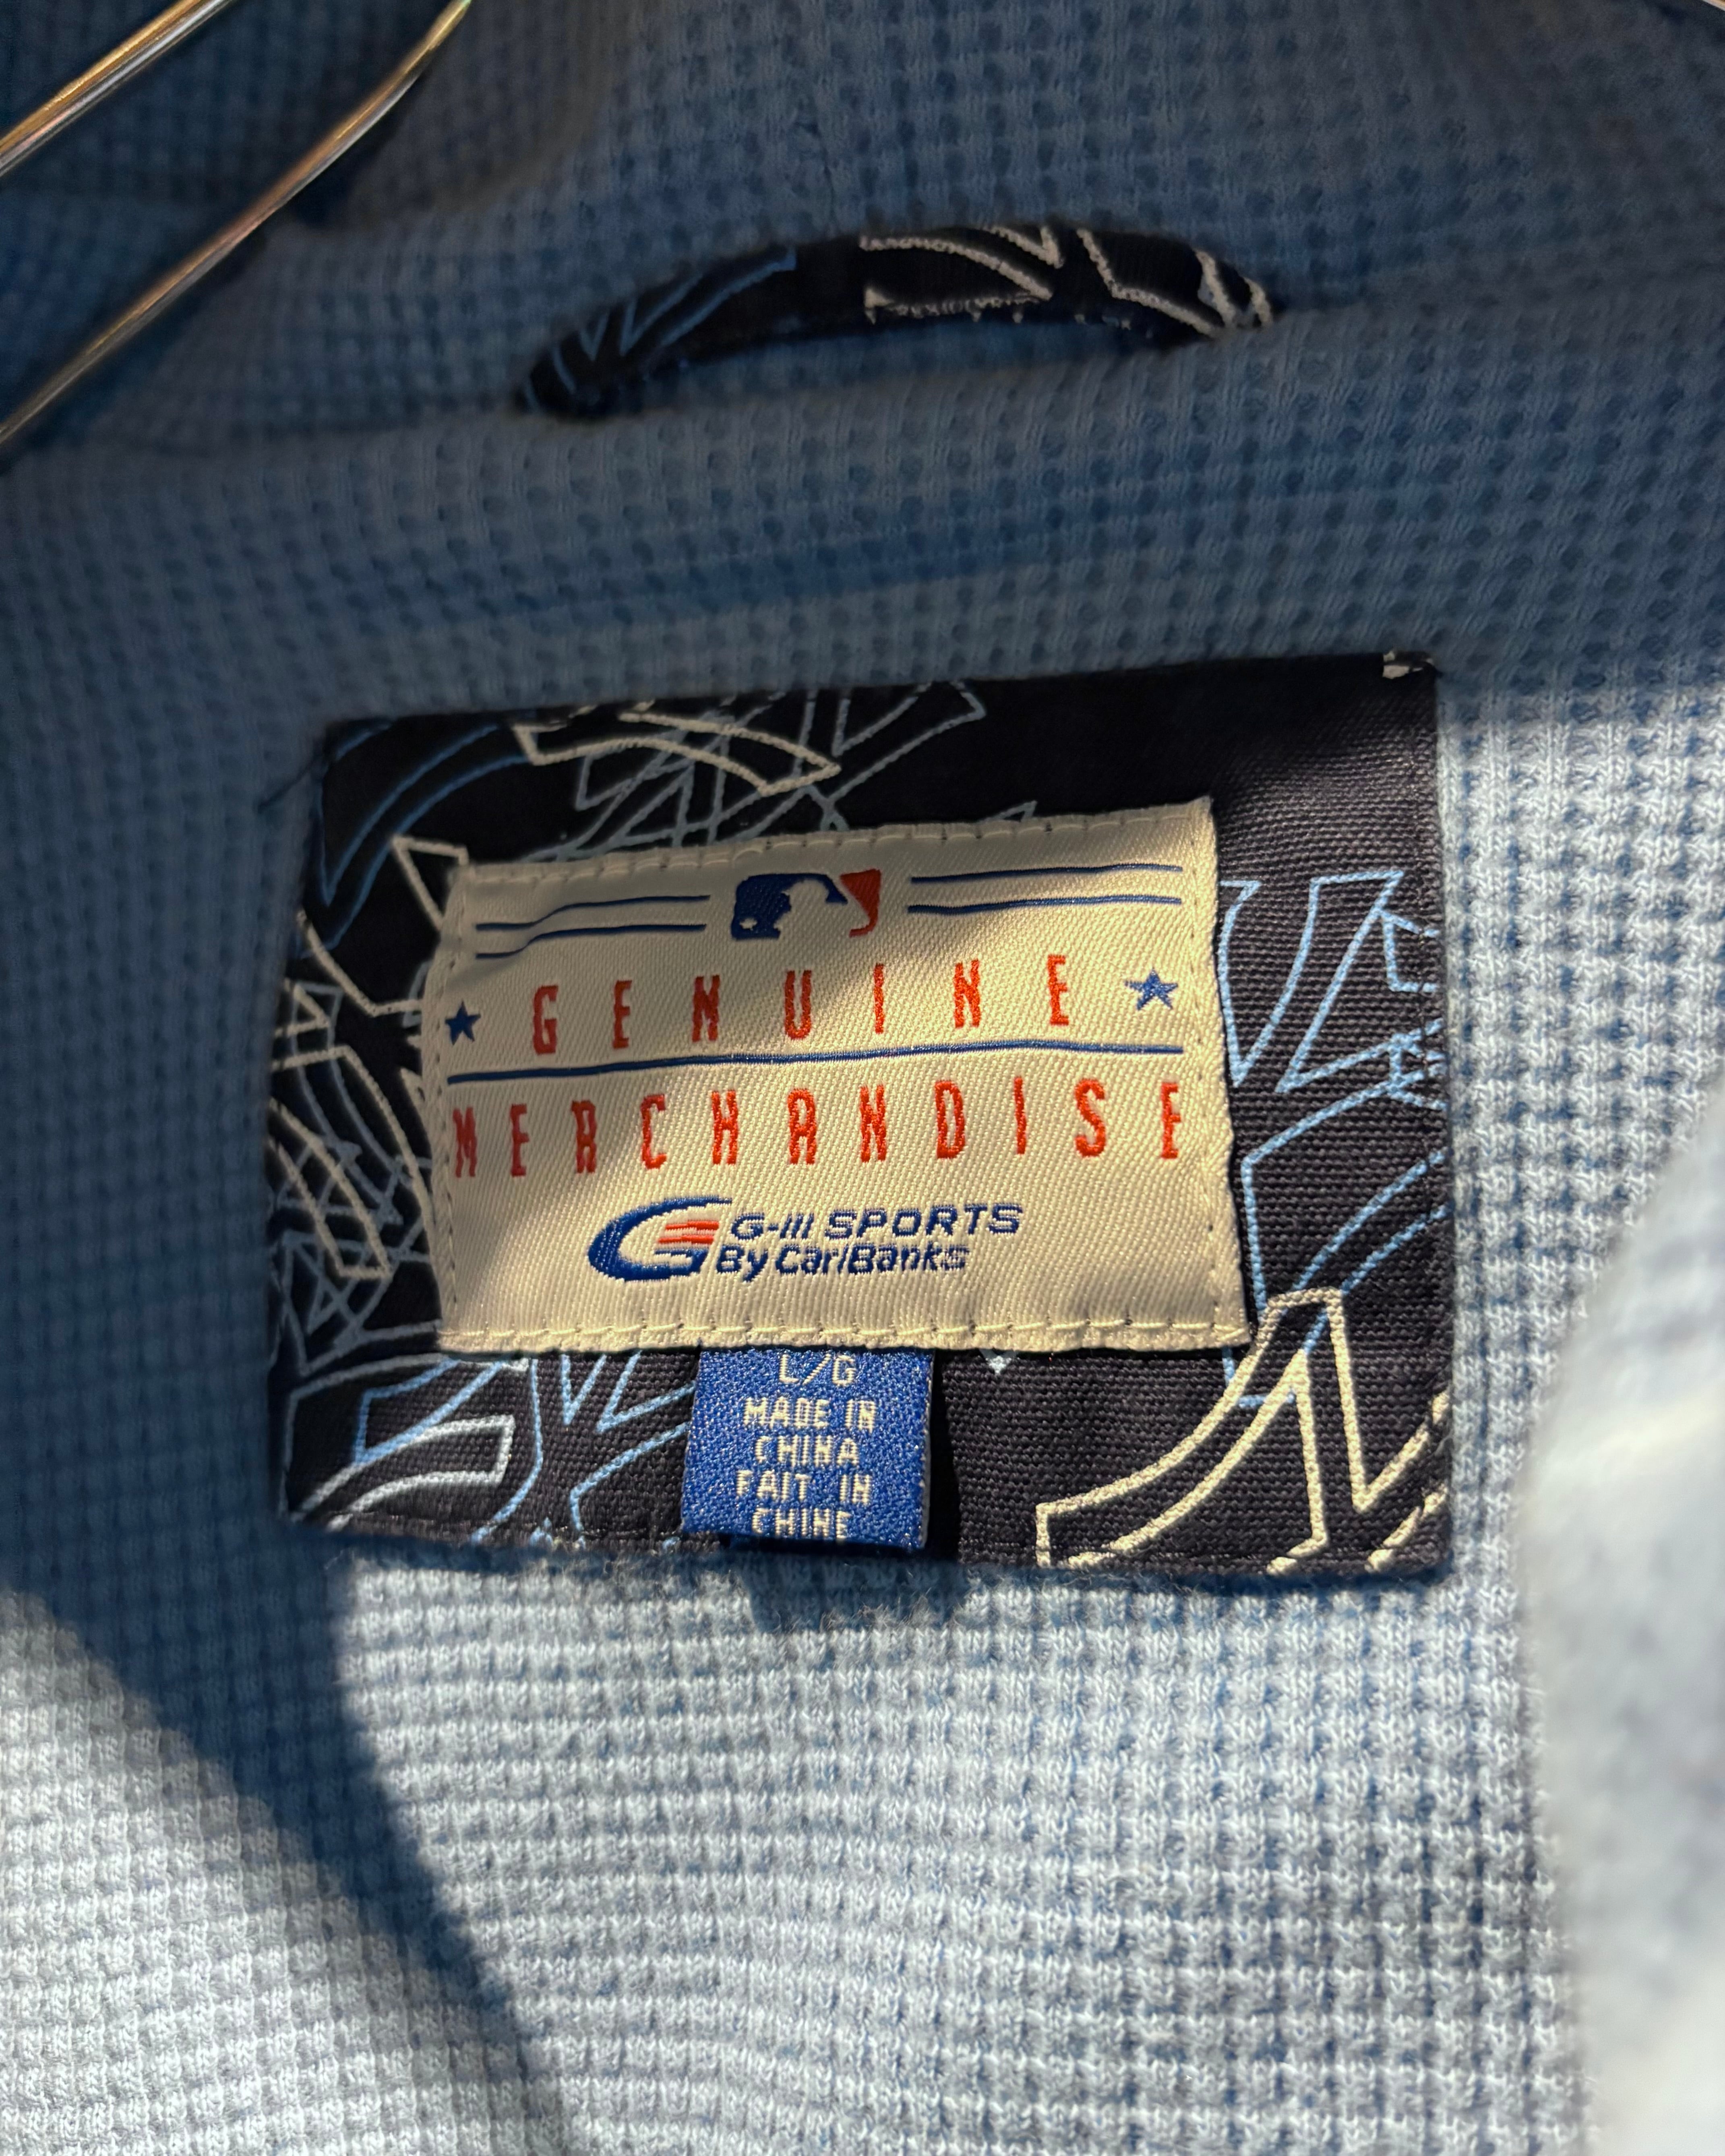 GENUINE
MERCHANDISE
G-III SPORTS
By Carl Banks
L/G
MADE IN
CHINA
FAIT IN
CHINE